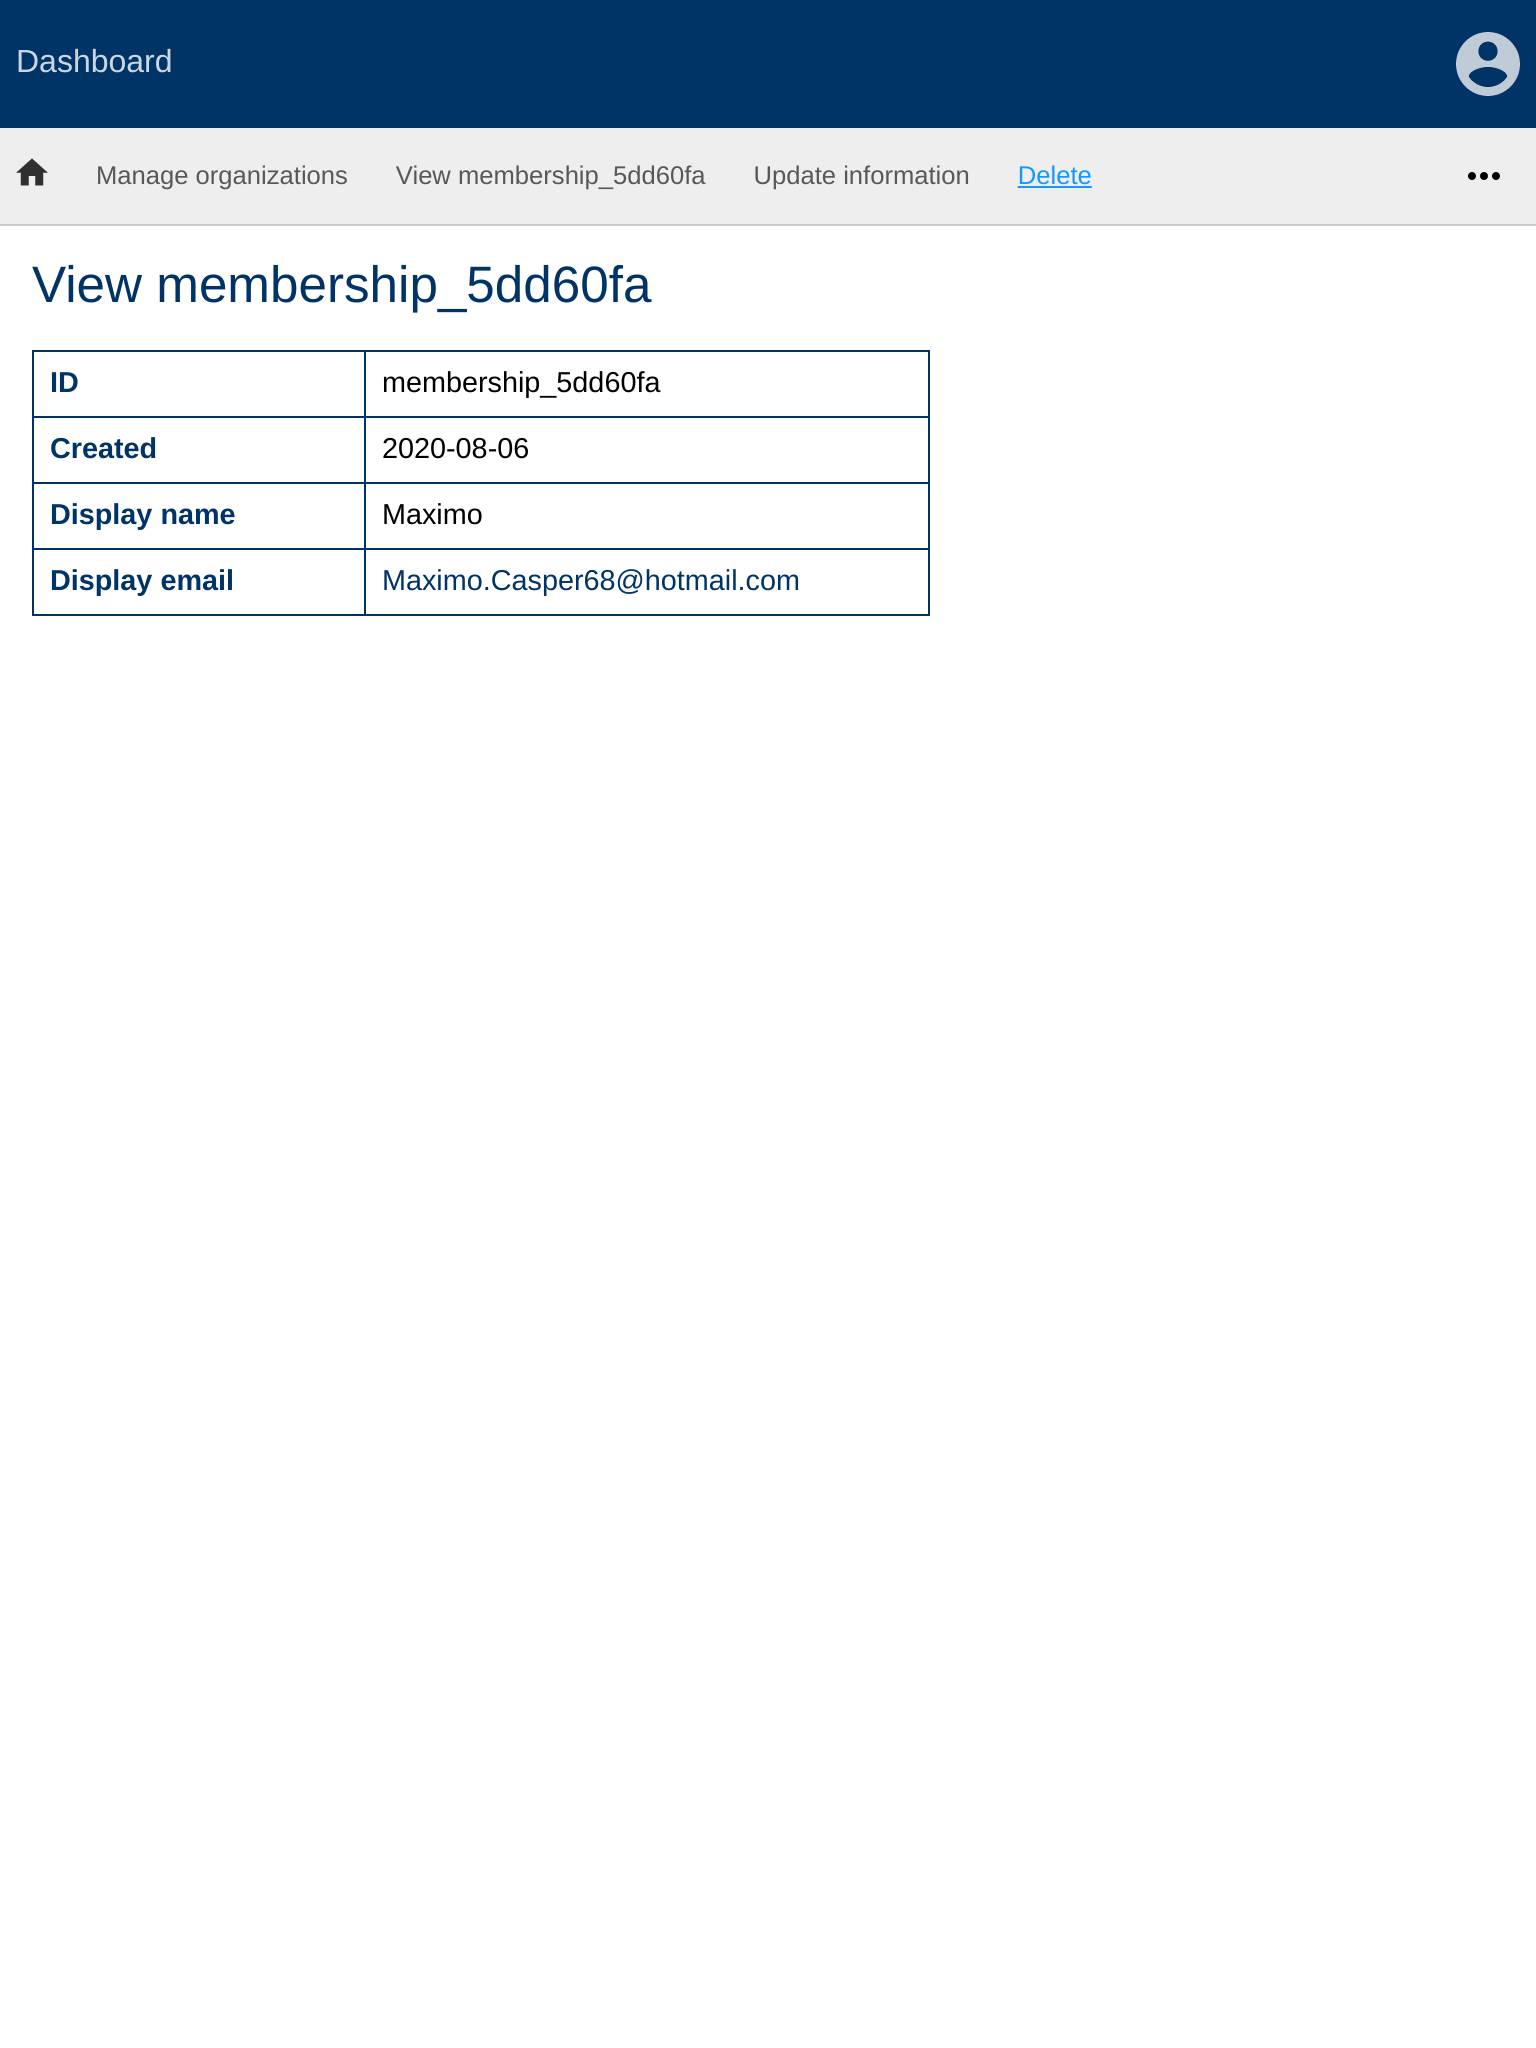 Dashboard
Manage organizations View membership_5dd60fa Update information Delete
View membership_5dd60fa
ID membership_5dd60fa
Created 2020-08-06
Display name Maximo
Display email Maximo.Casper68@hotmail.com